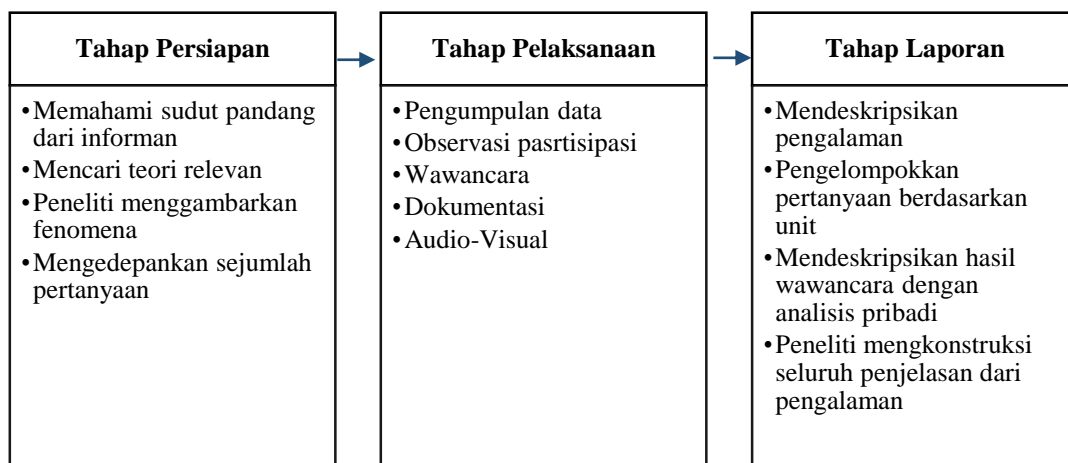 Tahap Persiapan
•Memahami sudut pandang
dari informan
•Mencari teori relevan
•Peneliti menggambarkan
fenomena
•Mengedepankan sejumlah
pertanyaan
Tahap Pelaksanaan
•Pengumpulan data
•Observasi pasrtisipasi
•Wawancara
•Dokumentasi
•Audio-Visual
Tahap Laporan
•Mendeskripsikan
pengalaman
•Pengelompokkan
pertanyaan berdasarkan
unit
•Mendeskripsikan hasil
wawancara dengan
analisis pribadi
•Peneliti mengkonstruksi
seluruh penjelasan dari
pengalaman